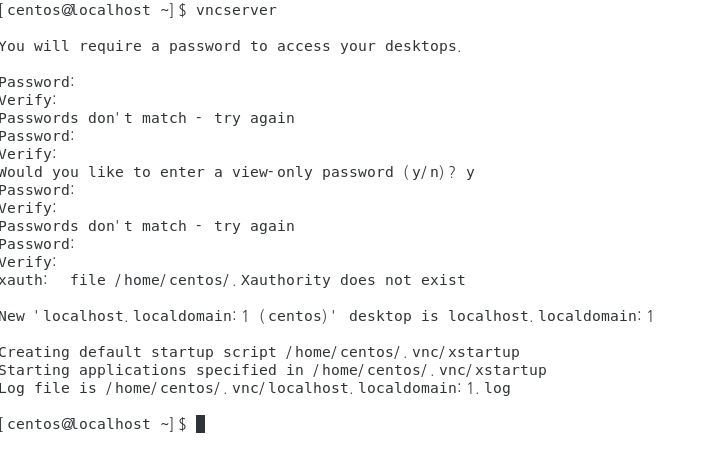 [centos@localhost ~]$ vncserver
You will require a password to access your desktops.
Password:
Verify:
Passwords don't match - try again
Password:
Verify:
Would you like to enter a view-only password (y/n)? y
Password:
Verify:
Passwords don't match - try again
Password:
Verify:
xauth:  file /home/centos/.Xauthority does not exist
New 'localhost.localdomain:1 (centos)' desktop is localhost.localdomain:1
Creating default startup script /home/centos/.vnc/xstartup
Starting applications specified in /home/centos/.vnc/xstartup
Log file is /home/centos/.vnc/localhost.localdomain:1.log
[centos@localhost ~]$